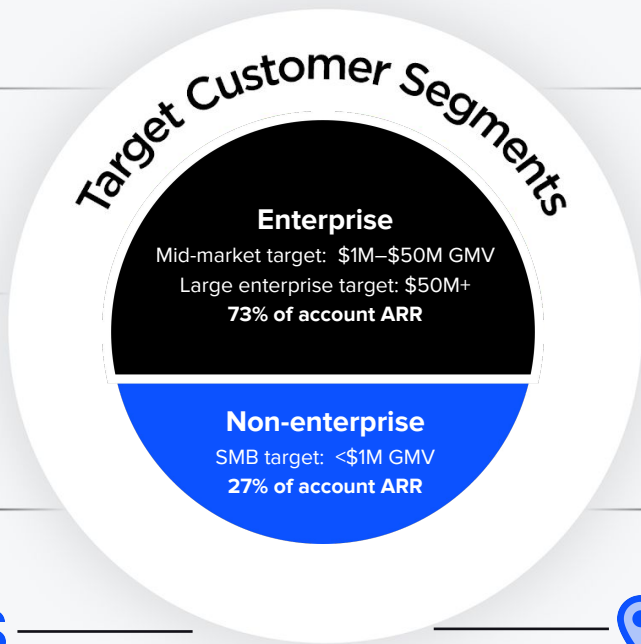 Target Customer Segments
Enterprise
Mid-market target: $1M–$50M GMV
Large enterprise target: $50M+
73% of account ARR
Non-enterprise
SMB target: <$1M GMV
27% of account ARR